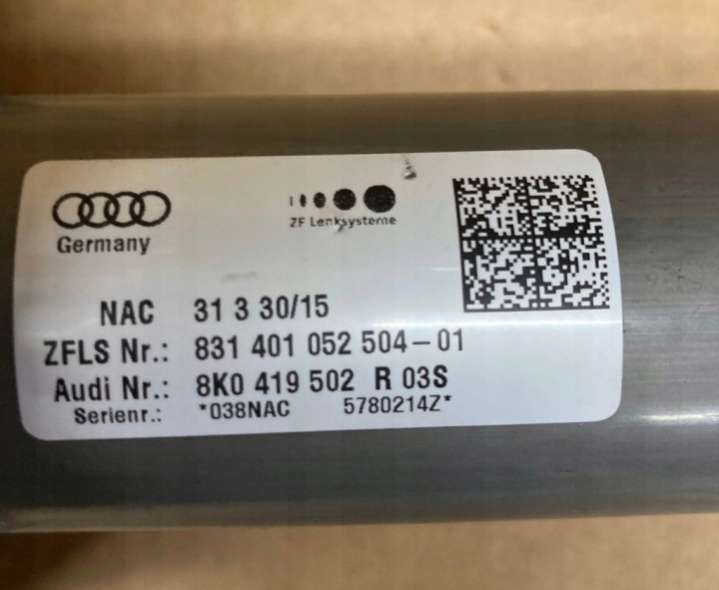 Germany
ZF Lenksysteme
NAC 31 3 30/15
ZFLS Nr.: 831 401 052 504-01
Audi Nr.: 8K0 419 502 R 03S
Serienr.: *038NAC 5780214Z*